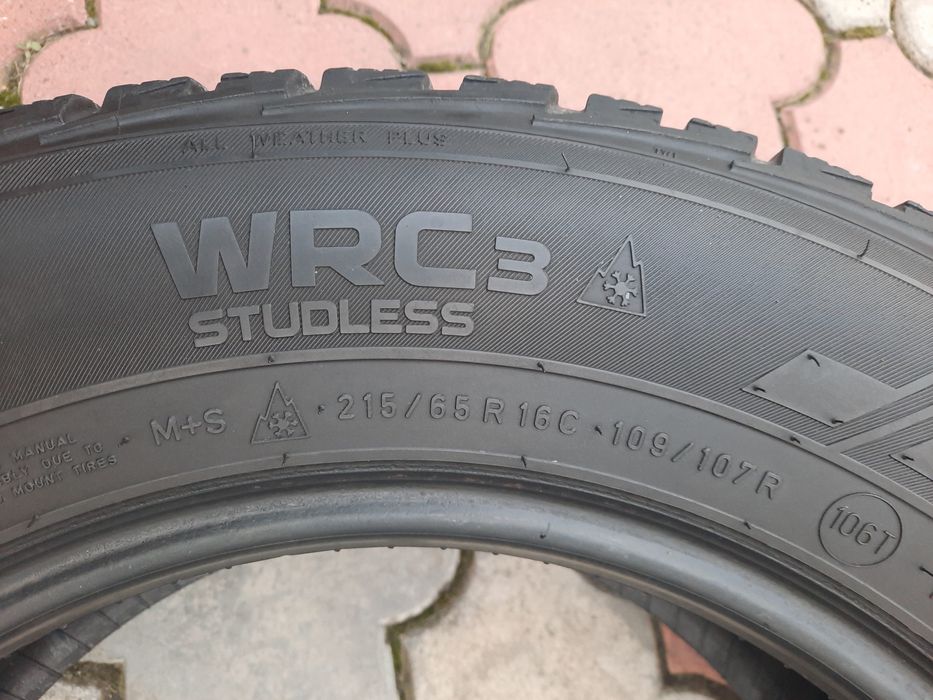 ALL WEATHER PLUS
WRC3
STUDLESS
M+S 215/65 R 16C 109/107R
106T
MANUAL
DUE TO
MOUNT TIRES